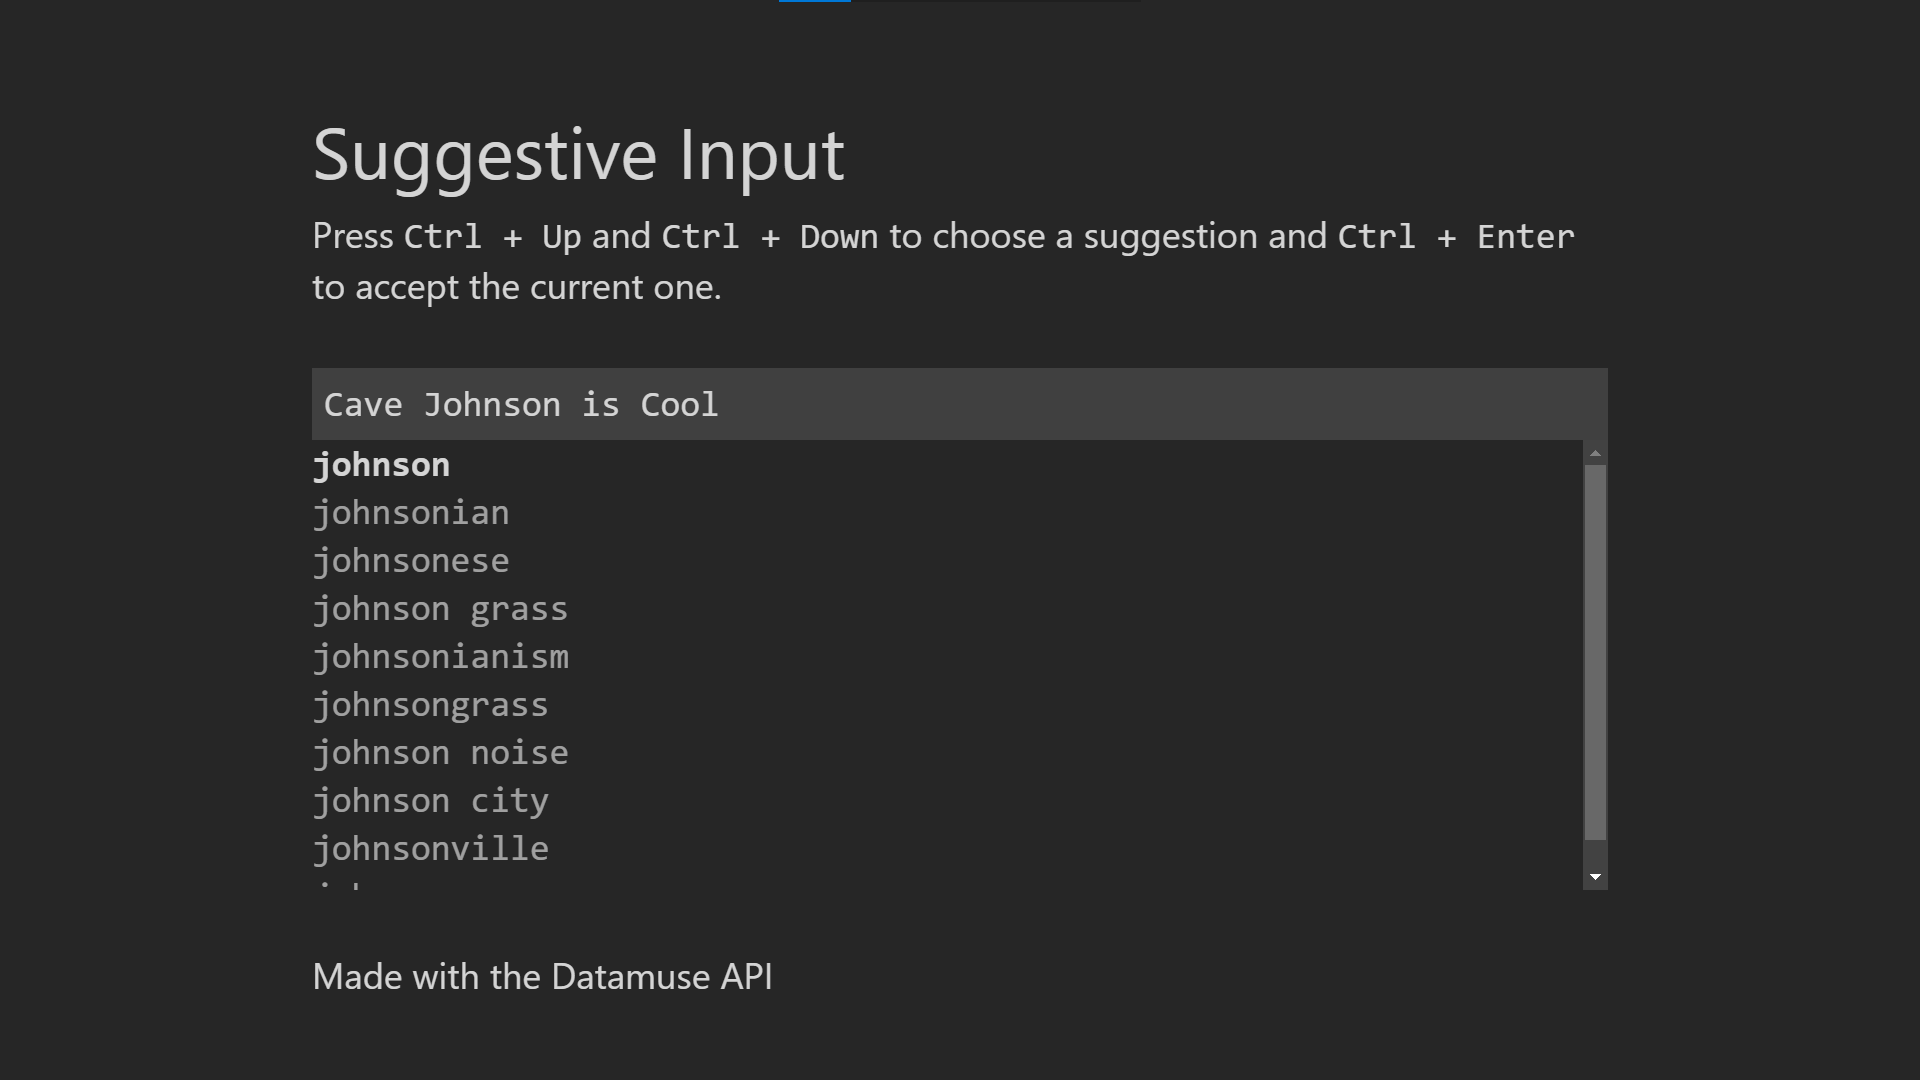 Suggestive Input
Press Ctrl + Up and Ctrl + Down to choose a suggestion and Ctrl + Enter
to accept the current one.
Cave Johnson is Cool
johnson
johnsonian
johnsonese
johnson grass
johnsonianism
johnsongrass
johnson noise
johnson city
johnsonville
Made with the Datamuse API